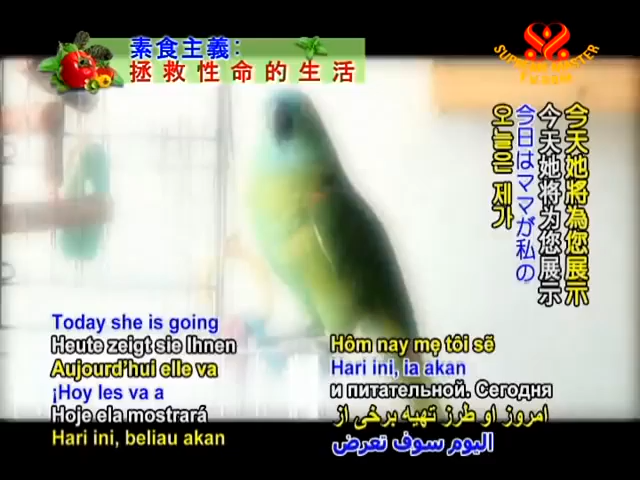 素食主義:
拯救性命的生活
SUPREME MASTER
TV.COM
今天她將為您展示
今天她将为您展示
今日はママが私の
오늘은 제가
Today she is going
Heute zeigt sie Ihnen
Aujourd'hui elle va
¡Hoy les va a
Hoje ela mostrará
Hari ini, beliau akan
Hôm nay mẹ tôi sẽ
Hari ini, ia akan
и питательной. Сегодня
امروز او طرز تهیه برخی از
اليوم سوف تعرض